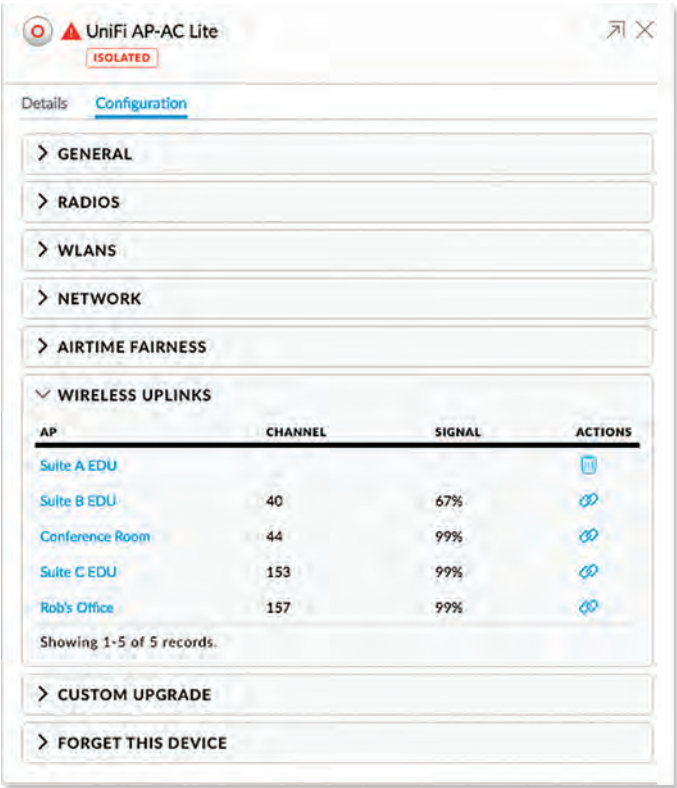 UniFi AP-AC Lite
ISOLATED
Details Configuration
GENERAL
RADIOS
WLANS
NETWORK
AIRTIME FAIRNESS
WIRELESS UPLINKS
AP CHANNEL SIGNAL ACTIONS
Suite A EDU
Suite B EDU 40 67%
Conference Room 44 99%
Suite C EDU 153 99%
Rob's Office 157 99%
Showing 1-5 of 5 records.
CUSTOM UPGRADE
FORGET THIS DEVICE